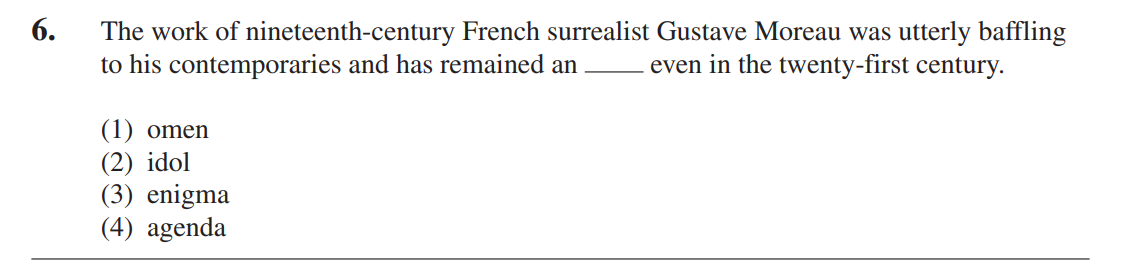 6. The work of nineteenth-century French surrealist Gustave Moreau was utterly baffling
to his contemporaries and has remained an ____ even in the twenty-first century.
(1) omen
(2) idol
(3) enigma
(4) agenda